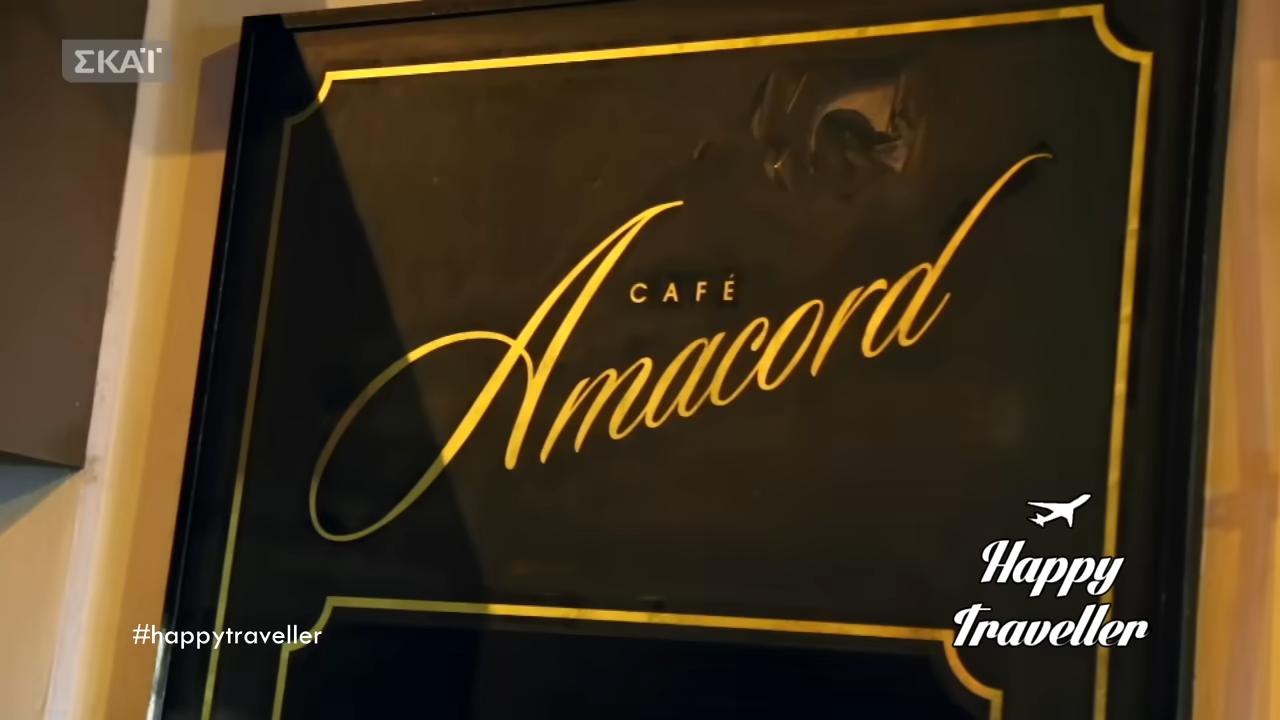 ΣΚΑΪ
CAFÉ
Amacord
Happy
Traveller
#happytraveller